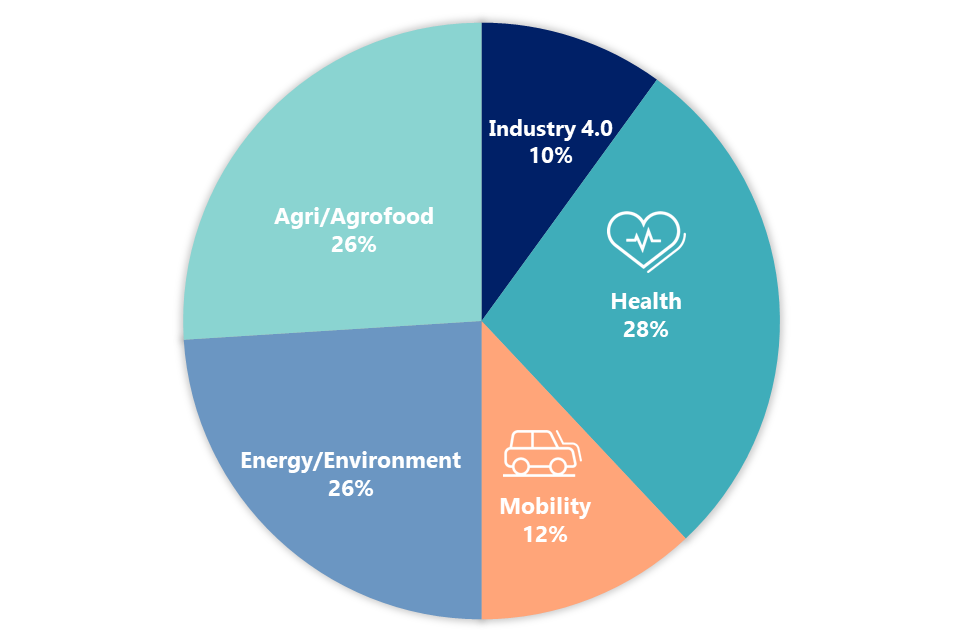 Industry 4.0
10%
Agri/Agrofood
26%
Health
28%
Energy/Environment
26%
Mobility
12%